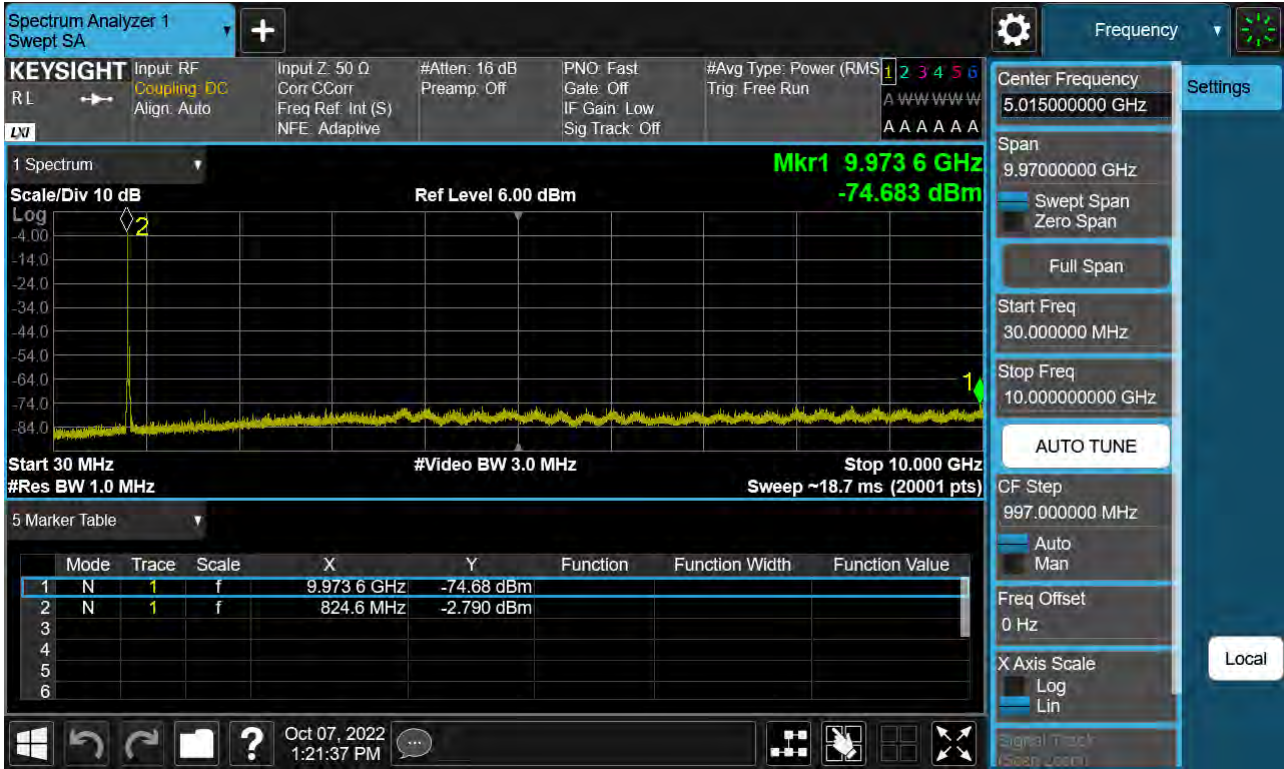 Spectrum Analyzer 1
Swept SA
+
Frequency
KEYSIGHT
RL
LXI
Input: RF
Coupling: DC
Align: Auto
Input Z: 50 Ω
Corr CCorr
Freq Ref: Int (S)
NFE: Adaptive
#Atten: 16 dB
Preamp: Off
PNO: Fast
Gate: Off
IF Gain: Low
Sig Track: Off
#Avg Type: Power (RMS
Trig: Free Run
1 2 3 4 5 6
A W W W W W
A A A A A A
1 Spectrum
Mkr1 9.973 6 GHz
-74.683 dBm
Scale/Div 10 dB
Ref Level 6.00 dBm
Log
-4.00
-14.0
-24.0
-34.0
-44.0
-54.0
-64.0
-74.0
-84.0
2
1
Start 30 MHz
#Video BW 3.0 MHz
Stop 10.000 GHz
#Res BW 1.0 MHz
Sweep ~18.7 ms (20001 pts)
5 Marker Table
Mode Trace Scale X Y Function Function Width Function Value
1 N 1 f 9.973 6 GHz -74.68 dBm
2 N 1 f 824.6 MHz -2.790 dBm
3
4
5
6
Oct 07, 2022
1:21:37 PM
Center Frequency
5.015000000 GHz
Span
9.97000000 GHz
Swept Span
Zero Span
Full Span
Start Freq
30.000000 MHz
Stop Freq
10.000000000 GHz
AUTO TUNE
CF Step
997.000000 MHz
Auto
Man
Freq Offset
0 Hz
X Axis Scale
Log
Lin
Signal Track
(Span Zoom)
Settings
Local